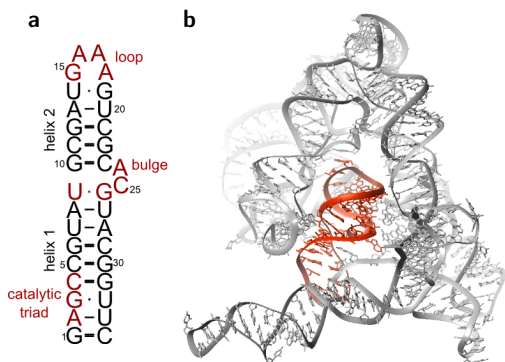 a
b
A A loop
15 G A
U · G
A – U 20
G = C
C = G
10 G = C
helix 2
A bulge
C
U · G 25
A – U
U – A
G = C
5 C = G 30
C = G
G · U
A – U
1 G = C
helix 1
catalytic
triad